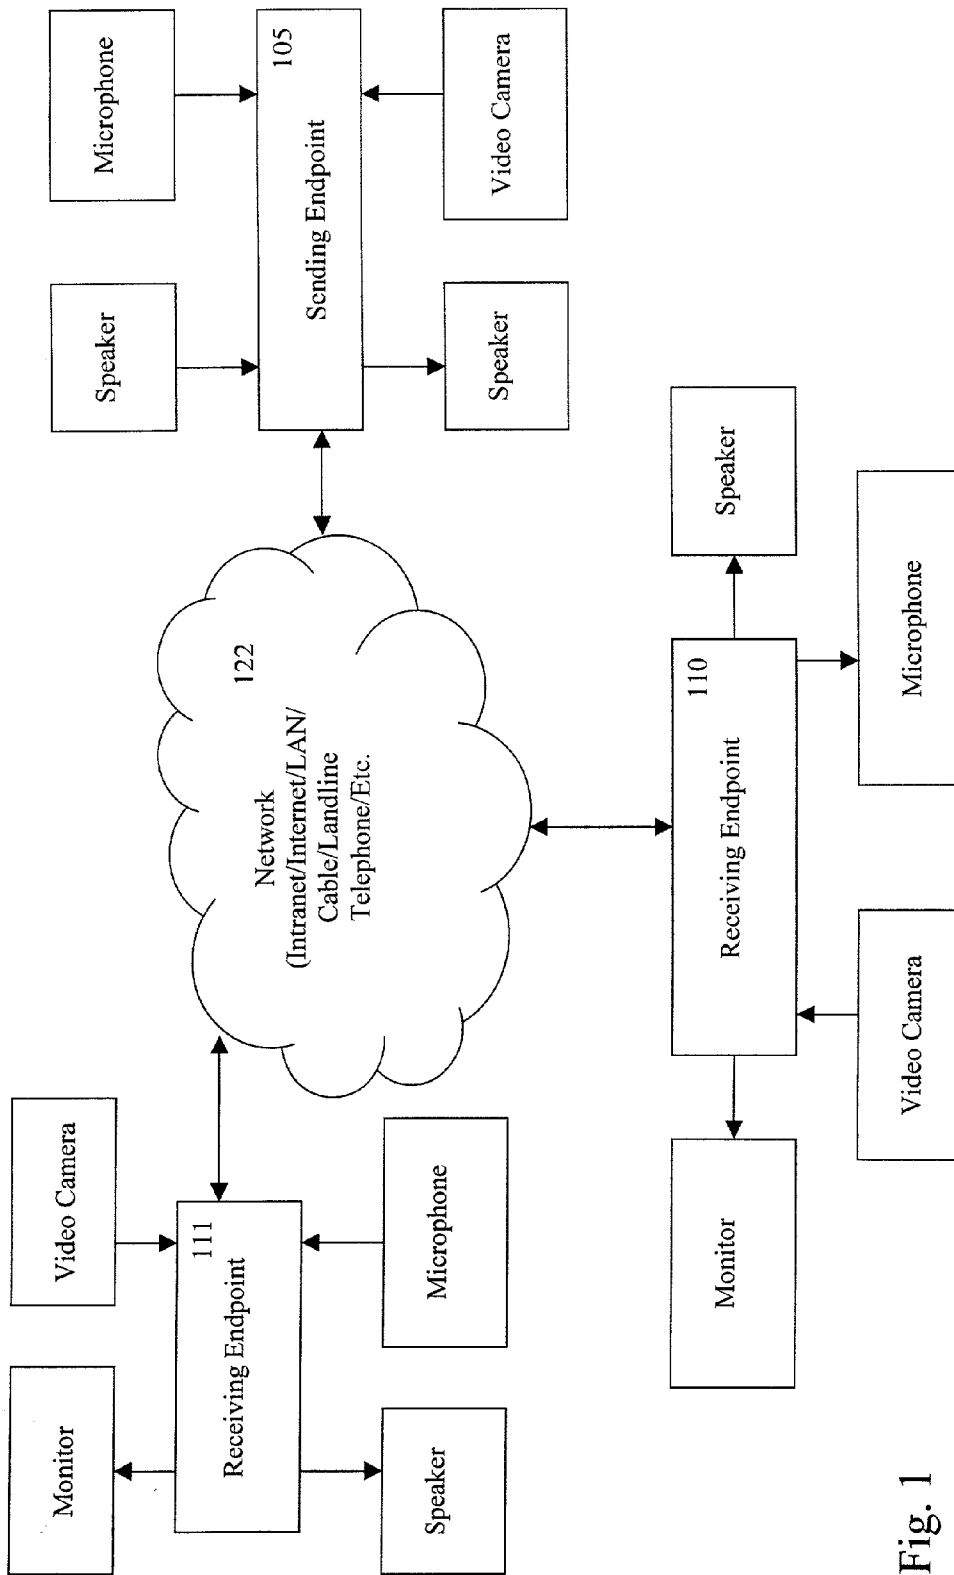 Video Camera
Monitor
111
Receiving Endpoint
Microphone
Speaker
122
Network
(Intranet/Internet/LAN/
Cable/Landline
Telephone/Etc.
Speaker
Microphone
105
Sending Endpoint
Speaker
Video Camera
Monitor
110
Receiving Endpoint
Speaker
Video Camera
Microphone
Fig. 1